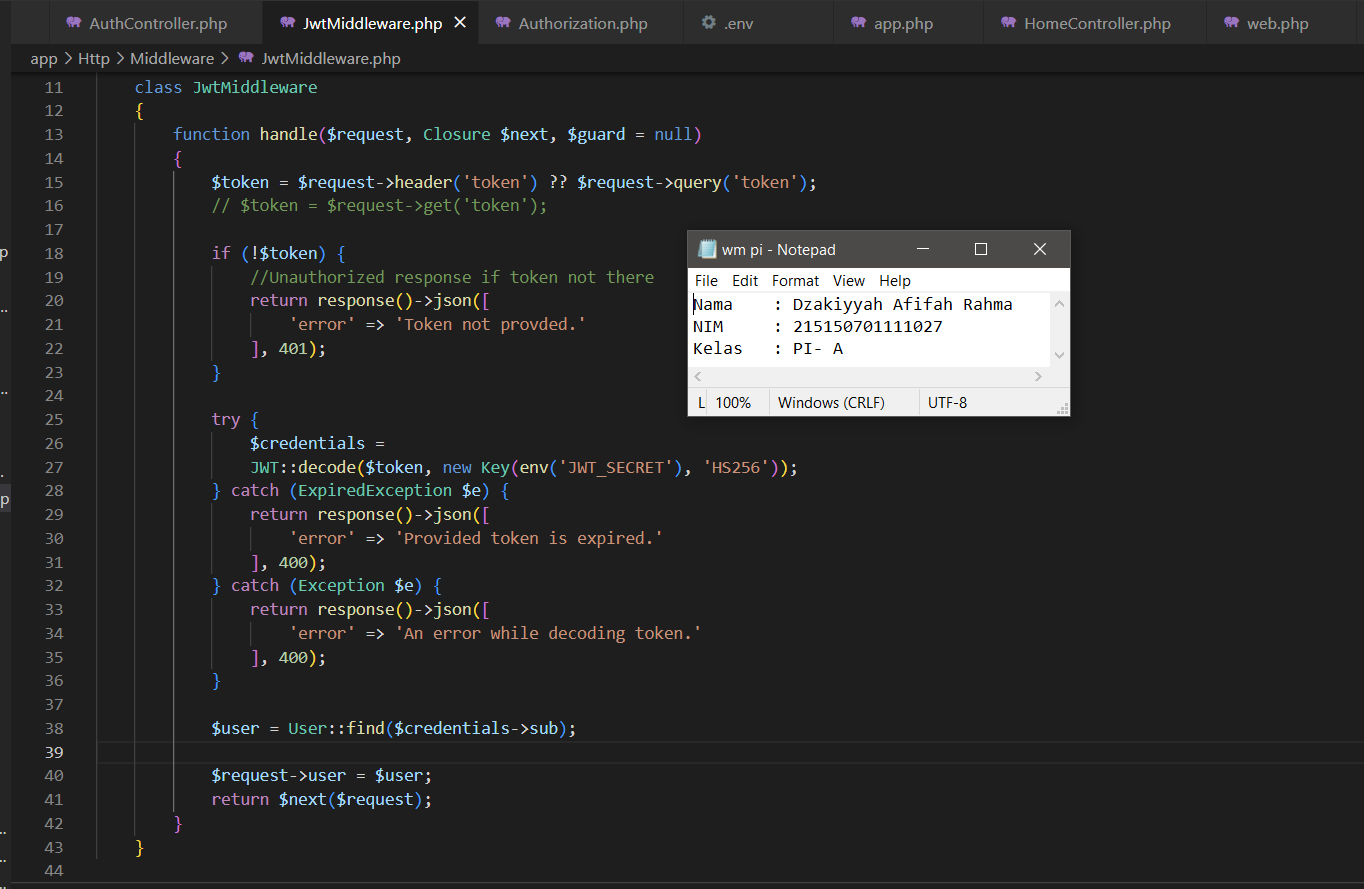 AuthController.php JwtMiddleware.php Authorization.php .env app.php HomeController.php web.php
app > Http > Middleware > JwtMiddleware.php
11 class JwtMiddleware
12 {
13 function handle($request, Closure $next, $guard = null)
14 {
15 $token = $request->header('token') ?? $request->query('token');
16 // $token = $request->get('token');
17
18 if (!$token) {
19 //Unauthorized response if token not there
20 return response()->json([
21 'error' => 'Token not provded.'
22 ], 401);
23 }
24
25 try {
26 $credentials =
27 JWT::decode($token, new Key(env('JWT_SECRET'), 'HS256'));
28 } catch (ExpiredException $e) {
29 return response()->json([
30 'error' => 'Provided token is expired.'
31 ], 400);
32 } catch (Exception $e) {
33 return response()->json([
34 'error' => 'An error while decoding token.'
35 ], 400);
36 }
37
38 $user = User::find($credentials->sub);
39
40 $request->user = $user;
41 return $next($request);
42 }
43 }
44
wm pi - Notepad
File Edit Format View Help
Nama : Dzakiyyah Afifah Rahma
NIM : 215150701111027
Kelas : PI- A
L 100% Windows (CRLF) UTF-8
p
p